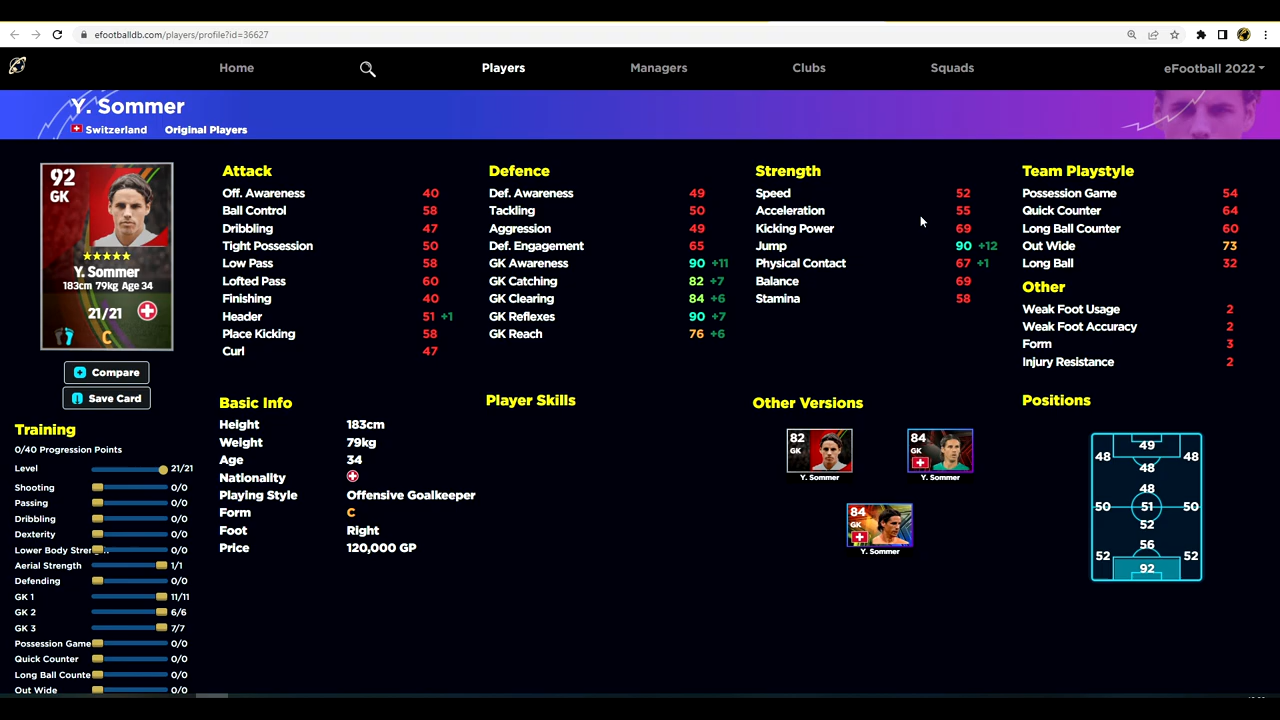 efootballdb.com/players/profile?id=36627
Home Players Managers Clubs Squads eFootball 2022
Y. Sommer
Switzerland Original Players
92
GK
Y. Sommer
183cm 79kg Age 34
21/21
C
Compare
Save Card
Training
0/40 Progression Points
Level 21/21
Shooting 0/0
Passing 0/0
Dribbling 0/0
Dexterity 0/0
Lower Body Stren 0/0
Aerial Strength 1/1
Defending 0/0
GK 1 11/11
GK 2 6/6
GK 3 7/7
Possession Game 0/0
Quick Counter 0/0
Long Ball Counte 0/0
Out Wide 0/0
Attack
Off. Awareness 40
Ball Control 58
Dribbling 47
Tight Possession 50
Low Pass 58
Lofted Pass 60
Finishing 40
Header 51 +1
Place Kicking 58
Curl 47
Defence
Def. Awareness 49
Tackling 50
Aggression 49
Def. Engagement 65
GK Awareness 90 +11
GK Catching 82 +7
GK Clearing 84 +6
GK Reflexes 90 +7
GK Reach 76 +6
Strength
Speed 52
Acceleration 55
Kicking Power 69
Jump 90 +12
Physical Contact 67 +1
Balance 69
Stamina 58
Team Playstyle
Possession Game 54
Quick Counter 64
Long Ball Counter 60
Out Wide 73
Long Ball 32
Other
Weak Foot Usage 2
Weak Foot Accuracy 2
Form 3
Injury Resistance 2
Basic Info
Height 183cm
Weight 79kg
Age 34
Nationality
Playing Style Offensive Goalkeeper
Form C
Foot Right
Price 120,000 GP
Player Skills
Other Versions
82
GK
Y. Sommer
84
GK
Y. Sommer
84
GK
Y. Sommer
Positions
49
48 48
48
48
50 51 50
52
56
52 52
92